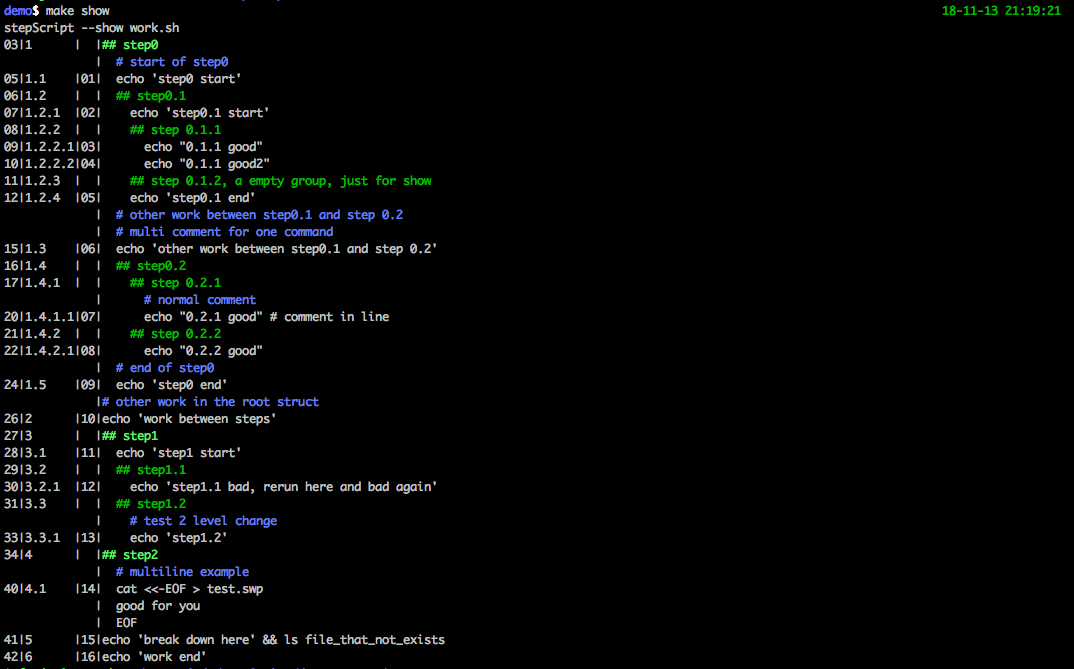 demo$ make show 18-11-13 21:19:21
stepScript --show work.sh
03|1      |  |## step0
             |  # start of step0
05|1.1    |01|  echo 'step0 start'
06|1.2    |  |  ## step0.1
07|1.2.1  |02|    echo 'step0.1 start'
08|1.2.2  |  |    ## step 0.1.1
09|1.2.2.1|03|      echo "0.1.1 good"
10|1.2.2.2|04|      echo "0.1.1 good2"
11|1.2.3  |  |    ## step 0.1.2, a empty group, just for show
12|1.2.4  |05|    echo 'step0.1 end'
             |  # other work between step0.1 and step 0.2
             |  # multi comment for one command
15|1.3    |06|  echo 'other work between step0.1 and step 0.2'
16|1.4    |  |  ## step0.2
17|1.4.1  |  |    ## step 0.2.1
             |      # normal comment
20|1.4.1.1|07|      echo "0.2.1 good" # comment in line
21|1.4.2  |  |    ## step 0.2.2
22|1.4.2.1|08|      echo "0.2.2 good"
             |  # end of step0
24|1.5    |09|  echo 'step0 end'
             |# other work in the root struct
26|2      |10|echo 'work between steps'
27|3      |  |## step1
28|3.1    |11|  echo 'step1 start'
29|3.2    |  |  ## step1.1
30|3.2.1  |12|    echo 'step1.1 bad, rerun here and bad again'
31|3.3    |  |  ## step1.2
             |    # test 2 level change
33|3.3.1  |13|    echo 'step1.2'
34|4      |  |## step2
             |  # multiline example
40|4.1    |14|  cat <<-EOF > test.swp
             |  good for you
             |  EOF
41|5      |15|echo 'break down here' && ls file_that_not_exists
42|6      |16|echo 'work end'